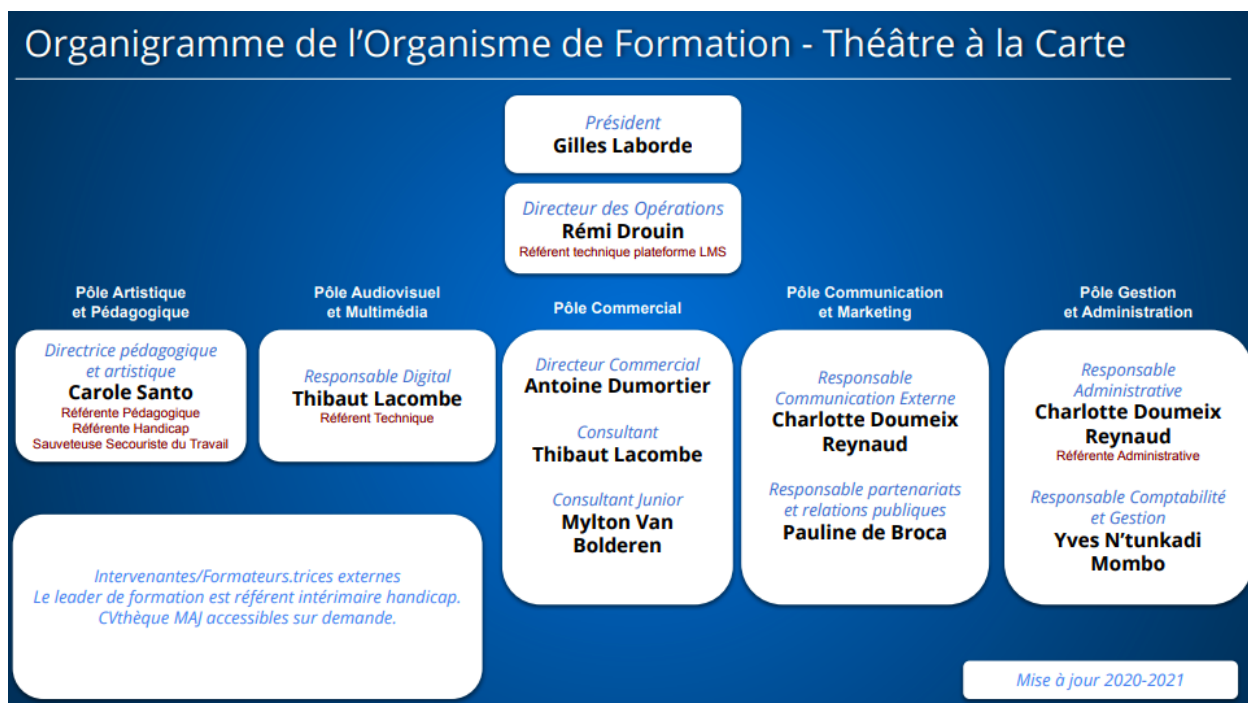 Organigramme de l’Organisme de Formation - Théâtre à la Carte
Président
Gilles Laborde
Directeur des Opérations
Rémi Drouin
Référent technique plateforme LMS
Pôle Artistique
et Pédagogique
Directrice pédagogique
et artistique
Carole Santo
Référente Pédagogique
Référente Handicap
Sauveteuse Secouriste du Travail
Pôle Audiovisuel
et Multimédia
Responsable Digital
Thibaut Lacombe
Référent Technique
Pôle Commercial
Directeur Commercial
Antoine Dumortier
Consultant
Thibaut Lacombe
Consultant Junior
Mylton Van
Bolderen
Pôle Communication
et Marketing
Responsable
Communication Externe
Charlotte Doumeix
Reynaud
Responsable partenariats
et relations publiques
Pauline de Broca
Pôle Gestion
et Administration
Responsable
Administrative
Charlotte Doumeix
Reynaud
Référente Administrative
Responsable Comptabilité
et Gestion
Yves N’tunkadi
Mombo
Intervenantes/Formateurs.trices externes
Le leader de formation est référent intérimaire handicap.
CVthèque MAJ accessibles sur demande.
Mise à jour 2020-2021